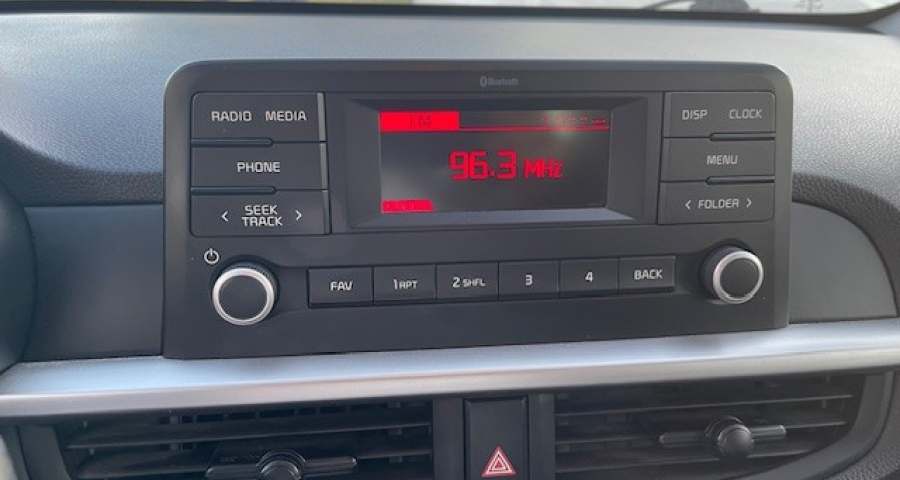 Bluetooth
RADIO MEDIA
PHONE
< SEEK >
TRACK
96.3 MHz
DISP CLOCK
MENU
< FOLDER >
FAV
1 RPT
2 SHFL
3
4
BACK